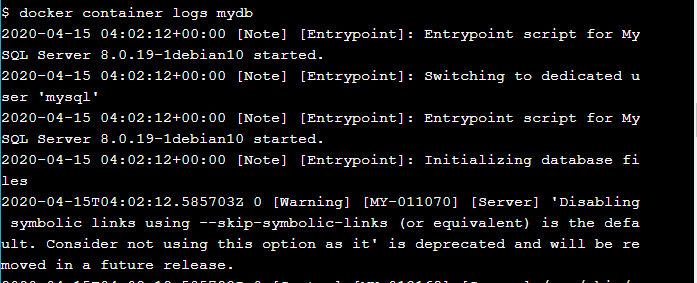 $ docker container logs mydb
2020-04-15 04:02:12+00:00 [Note] [Entrypoint]: Entrypoint script for My
SQL Server 8.0.19-1debian10 started.
2020-04-15 04:02:12+00:00 [Note] [Entrypoint]: Switching to dedicated u
ser 'mysql'
2020-04-15 04:02:12+00:00 [Note] [Entrypoint]: Entrypoint script for My
SQL Server 8.0.19-1debian10 started.
2020-04-15 04:02:12+00:00 [Note] [Entrypoint]: Initializing database fi
les
2020-04-15T04:02:12.585703Z 0 [Warning] [MY-011070] [Server] 'Disabling
 symbolic links using --skip-symbolic-links (or equivalent) is the defa
ult. Consider not using this option as it' is deprecated and will be re
moved in a future release.